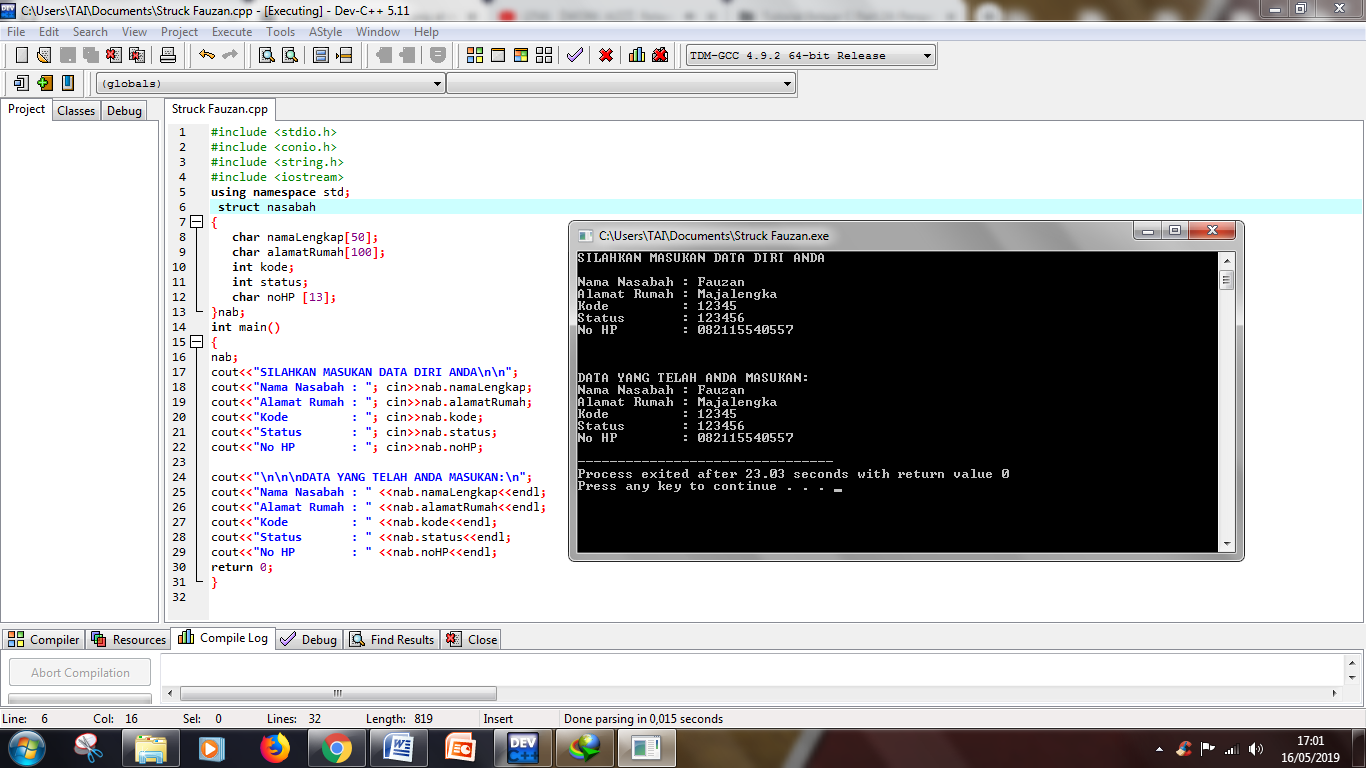 C:\Users\TAI\Documents\Struck Fauzan.cpp - [Executing] - Dev-C++ 5.11
File Edit Search View Project Execute Tools AStyle Window Help
TDM-GCC 4.9.2 64-bit Release
(globals)
Project Classes Debug
Struck Fauzan.cpp
1 #include <stdio.h>
2 #include <conio.h>
3 #include <string.h>
4 #include <iostream>
5 using namespace std;
6 struct nasabah
7 {
8 char namaLengkap[50];
9 char alamatRumah[100];
10 int kode;
11 int status;
12 char noHP [13];
13 }nab;
14 int main()
15 {
16 nab;
17 cout<<"SILAHKAN MASUKAN DATA DIRI ANDA\n\n";
18 cout<<"Nama Nasabah : "; cin>>nab.namaLengkap;
19 cout<<"Alamat Rumah : "; cin>>nab.alamatRumah;
20 cout<<"Kode         : "; cin>>nab.kode;
21 cout<<"Status       : "; cin>>nab.status;
22 cout<<"No HP        : "; cin>>nab.noHP;
23
24 cout<<"\n\n\nDATA YANG TELAH ANDA MASUKAN:\n";
25 cout<<"Nama Nasabah : " <<nab.namaLengkap<<endl;
26 cout<<"Alamat Rumah : " <<nab.alamatRumah<<endl;
27 cout<<"Kode         : " <<nab.kode<<endl;
28 cout<<"Status       : " <<nab.status<<endl;
29 cout<<"No HP        : " <<nab.noHP<<endl;
30 return 0;
31 }
32
C:\Users\TAI\Documents\Struck Fauzan.exe
SILAHKAN MASUKAN DATA DIRI ANDA
Nama Nasabah : Fauzan
Alamat Rumah : Majalengka
Kode         : 12345
Status       : 123456
No HP        : 082115540557
DATA YANG TELAH ANDA MASUKAN:
Nama Nasabah : Fauzan
Alamat Rumah : Majalengka
Kode         : 12345
Status       : 123456
No HP        : 082115540557
--------------------------------
Process exited after 23.03 seconds with return value 0
Press any key to continue . . .
Compiler Resources Compile Log Debug Find Results Close
Abort Compilation
Line: 6 Col: 16 Sel: 0 Lines: 32 Length: 819 Insert Done parsing in 0,015 seconds
DEV C++
17:01
16/05/2019